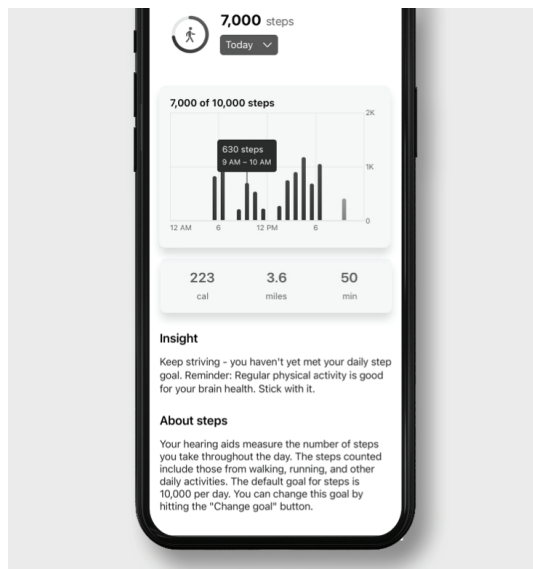 7,000 steps
Today
7,000 of 10,000 steps
2K
630 steps
9 AM – 10 AM
1K
0
12 AM 6 12 PM 6
223 3.6 50
cal miles min
Insight
Keep striving - you haven't yet met your daily step
goal. Reminder: Regular physical activity is good
for your brain health. Stick with it.
About steps
Your hearing aids measure the number of steps
you take throughout the day. The steps counted
include those from walking, running, and other
daily activities. The default goal for steps is
10,000 per day. You can change this goal by
hitting the "Change goal" button.